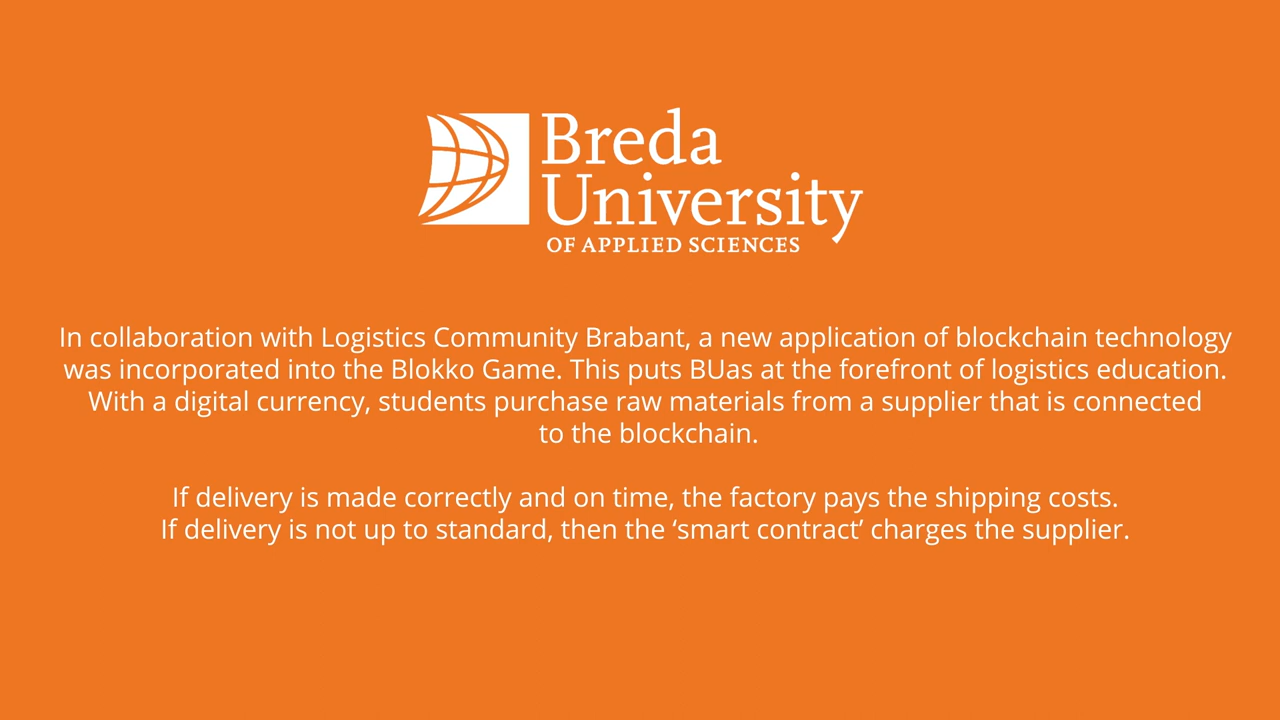 Breda
University
OF APPLIED SCIENCES
In collaboration with Logistics Community Brabant, a new application of blockchain technology
was incorporated into the Blokko Game. This puts BUas at the forefront of logistics education.
With a digital currency, students purchase raw materials from a supplier that is connected
to the blockchain.
If delivery is made correctly and on time, the factory pays the shipping costs.
If delivery is not up to standard, then the ‘smart contract’ charges the supplier.